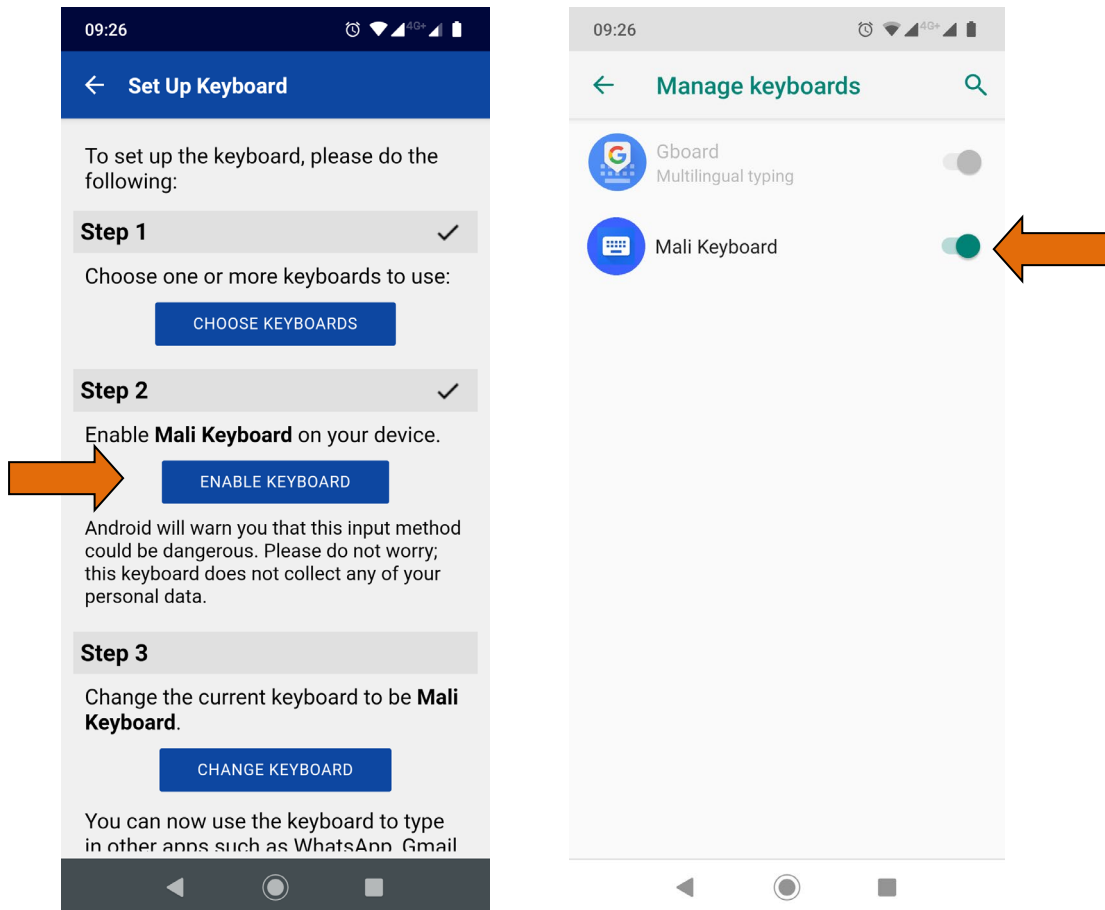 09:26
4G+
Set Up Keyboard
To set up the keyboard, please do the
following:
Step 1
Choose one or more keyboards to use:
CHOOSE KEYBOARDS
Step 2
Enable Mali Keyboard on your device.
ENABLE KEYBOARD
Android will warn you that this input method
could be dangerous. Please do not worry;
this keyboard does not collect any of your
personal data.
Step 3
Change the current keyboard to be Mali
Keyboard.
CHANGE KEYBOARD
You can now use the keyboard to type
in other apps such as WhatsApp, Gmail
09:26
4G+
Manage keyboards
G
Gboard
Multilingual typing
Mali Keyboard